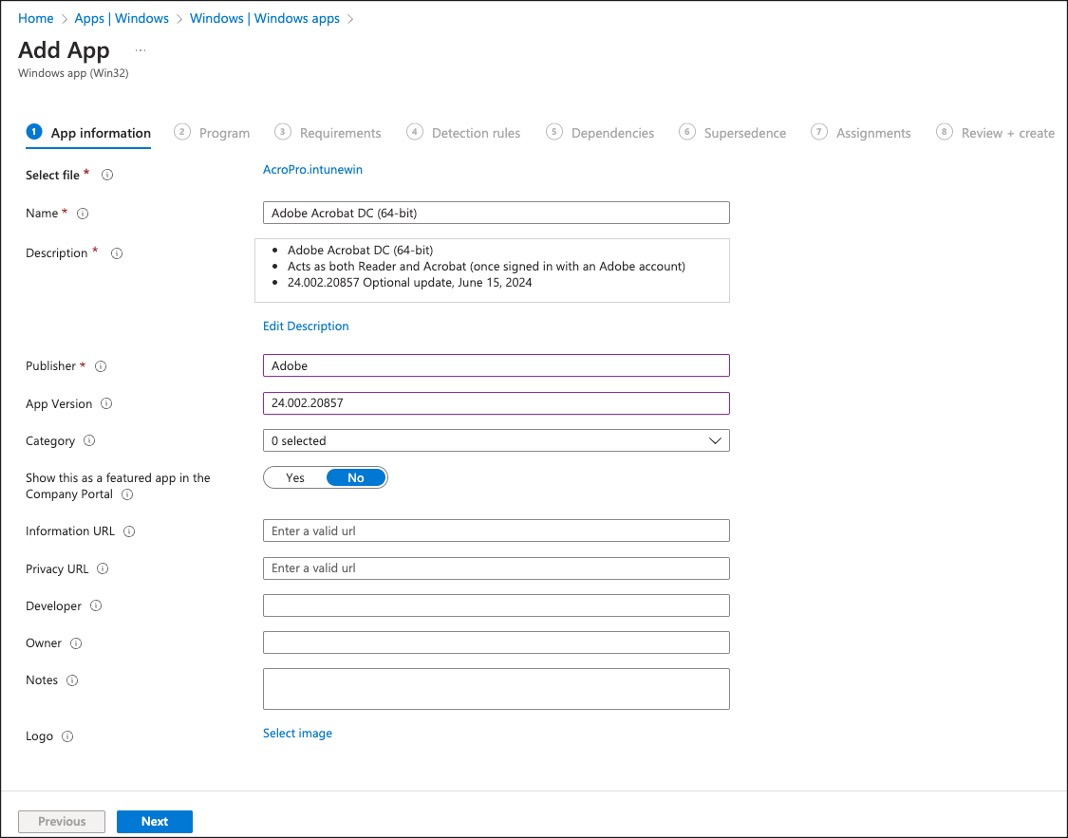 Home > Apps | Windows > Windows | Windows apps >
Add App ...
Windows app (Win32)
1 App information 2 Program 3 Requirements 4 Detection rules 5 Dependencies 6 Supersedence 7 Assignments 8 Review + create
Select file * AcroPro.intunewin
Name * Adobe Acrobat DC (64-bit)
Description * • Adobe Acrobat DC (64-bit)
• Acts as both Reader and Acrobat (once signed in with an Adobe account)
• 24.002.20857 Optional update, June 15, 2024
Edit Description
Publisher * Adobe
App Version 24.002.20857
Category 0 selected
Show this as a featured app in the Yes No
Company Portal
Information URL Enter a valid url
Privacy URL Enter a valid url
Developer
Owner
Notes
Logo Select image
Previous Next